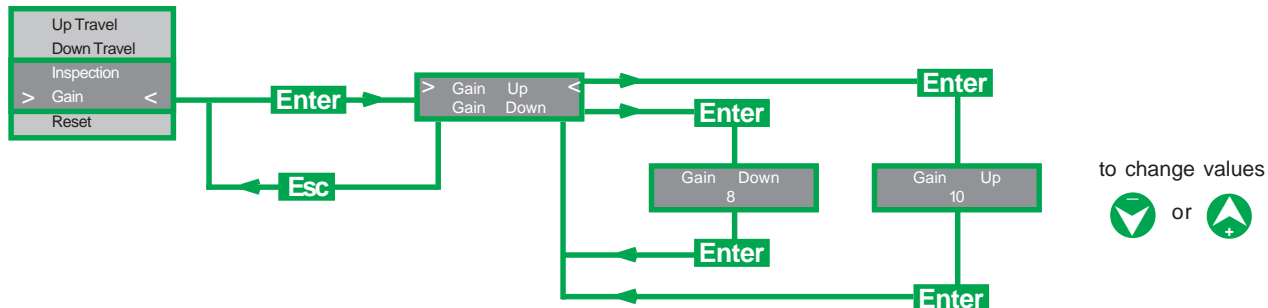 Up Travel
Down Travel
Inspection
> Gain <
Reset
Enter
Esc
> Gain Up <
Gain Down
Enter
Gain Down
8
Enter
Enter
Gain Up
10
Enter
to change values
− or +